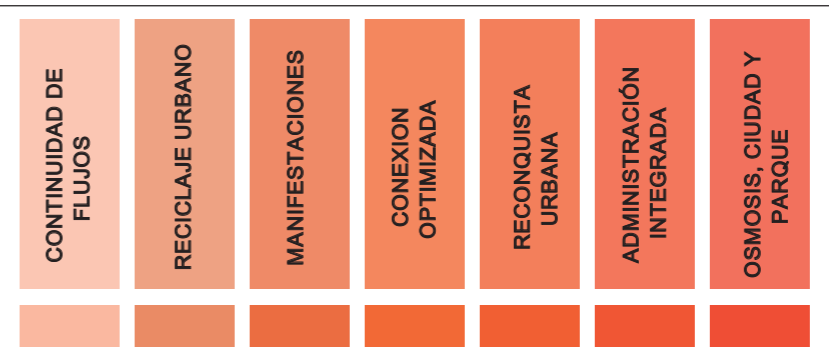 CONTINUIDAD DE
FLUJOS
RECICLAJE URBANO
MANIFESTACIONES
CONEXION
OPTIMIZADA
RECONQUISTA
URBANA
ADMINISTRACIÓN
INTEGRADA
OSMOSIS, CIUDAD Y
PARQUE